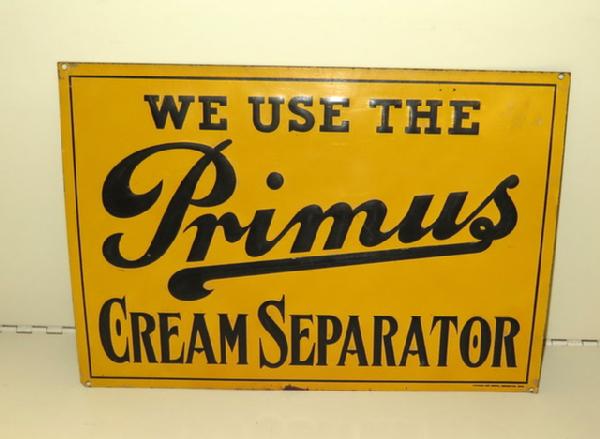 WE USE THE
Primus
CREAM SEPARATOR